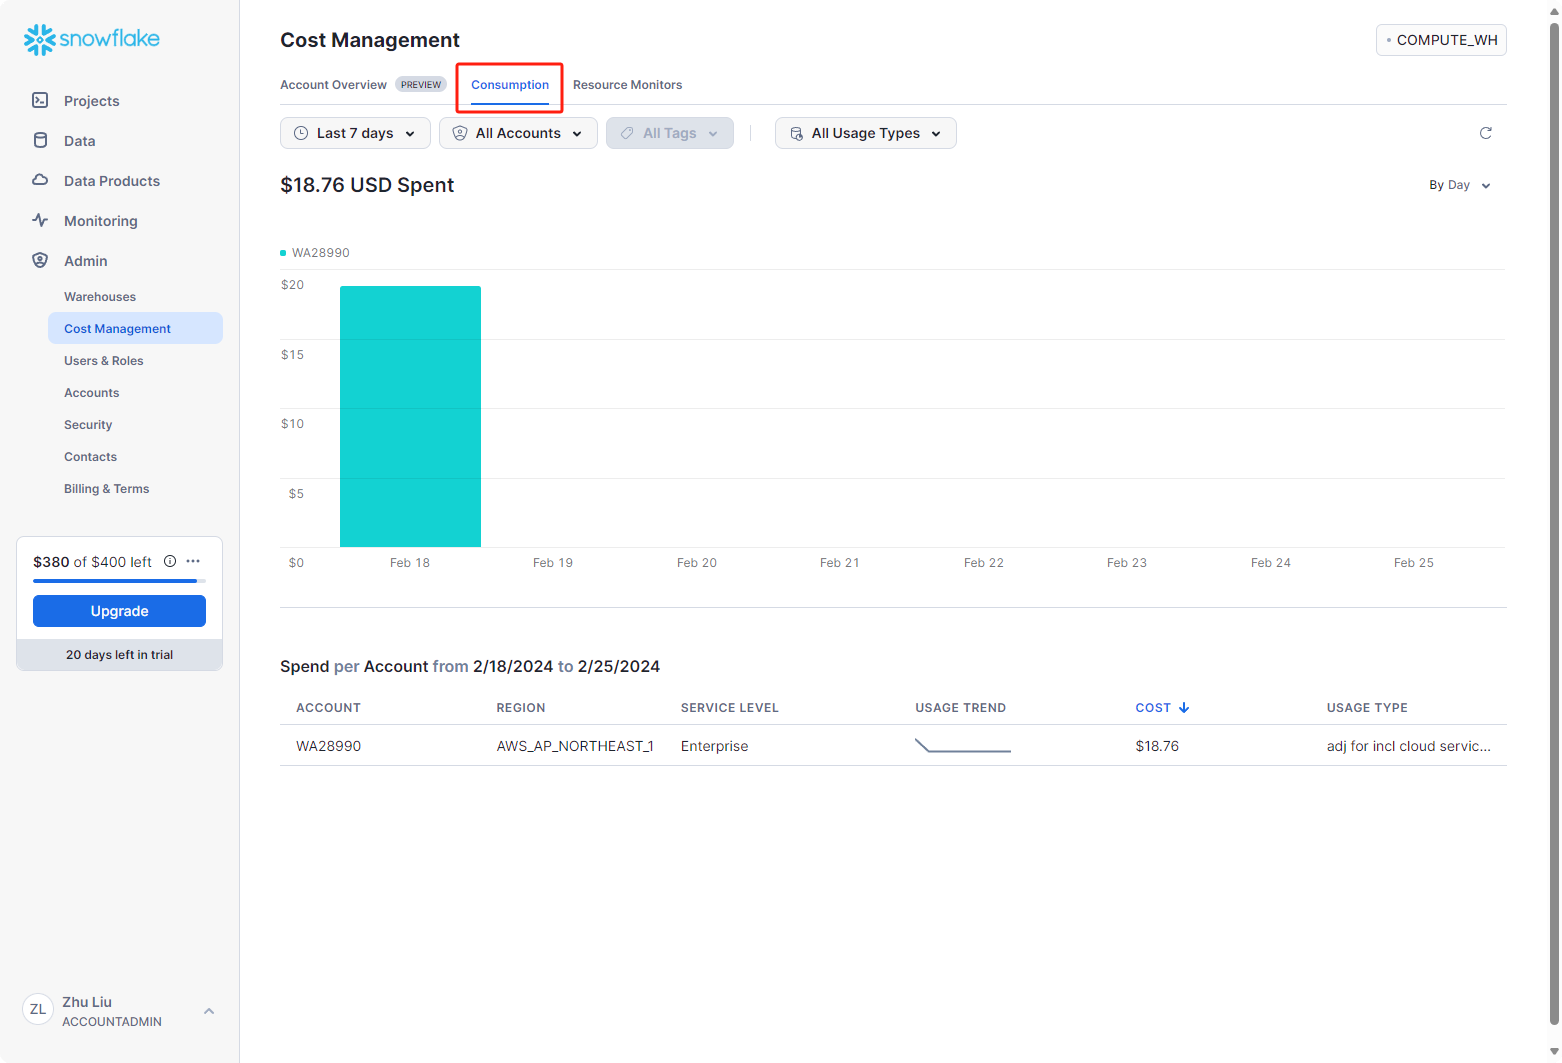 snowflake
Projects
Data
Data Products
Monitoring
Admin
Warehouses
Cost Management
Users & Roles
Accounts
Security
Contacts
Billing & Terms
$380 of $400 left
Upgrade
20 days left in trial
ZL
Zhu Liu
ACCOUNTADMIN
Cost Management
COMPUTE_WH
Account Overview PREVIEW Consumption Resource Monitors
Last 7 days All Accounts All Tags All Usage Types
$18.76 USD Spent
By Day
WA28990
$20
$15
$10
$5
$0
Feb 18 Feb 19 Feb 20 Feb 21 Feb 22 Feb 23 Feb 24 Feb 25
Spend per Account from 2/18/2024 to 2/25/2024
ACCOUNT REGION SERVICE LEVEL USAGE TREND COST USAGE TYPE
WA28990 AWS_AP_NORTHEAST_1 Enterprise $18.76 adj for incl cloud servic...